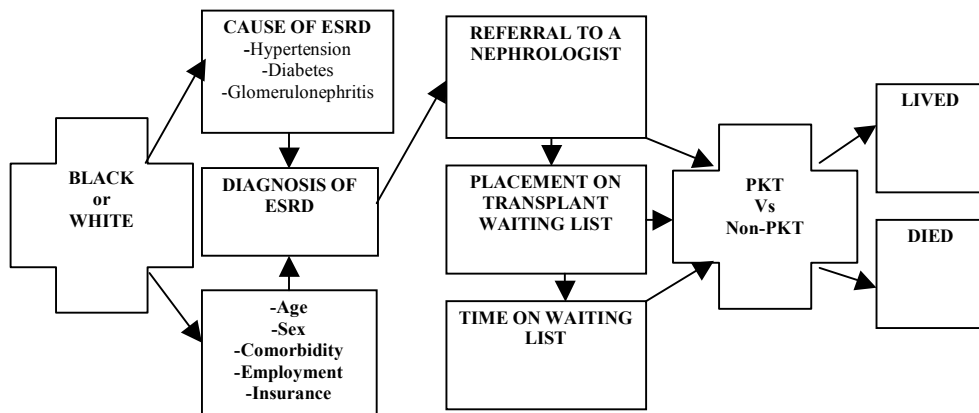 BLACK
or
WHITE
CAUSE OF ESRD
-Hypertension
-Diabetes
-Glomerulonephritis
DIAGNOSIS OF
ESRD
-Age
-Sex
-Comorbidity
-Employment
-Insurance
REFERRAL TO A
NEPHROLOGIST
PLACEMENT ON
TRANSPLANT
WAITING LIST
TIME ON WAITING
LIST
PKT
Vs
Non-PKT
LIVED
DIED